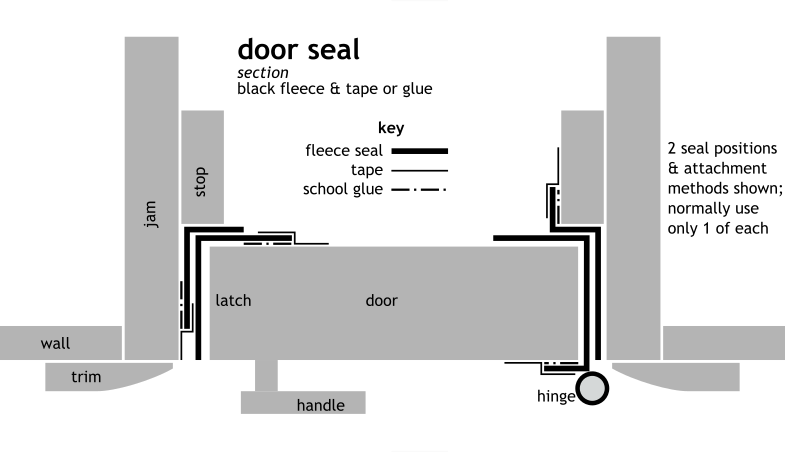 door seal
section
black fleece & tape or glue
key
fleece seal
tape
school glue
2 seal positions
& attachment
methods shown;
normally use
only 1 of each
stop
jam
latch
door
wall
trim
handle
hinge